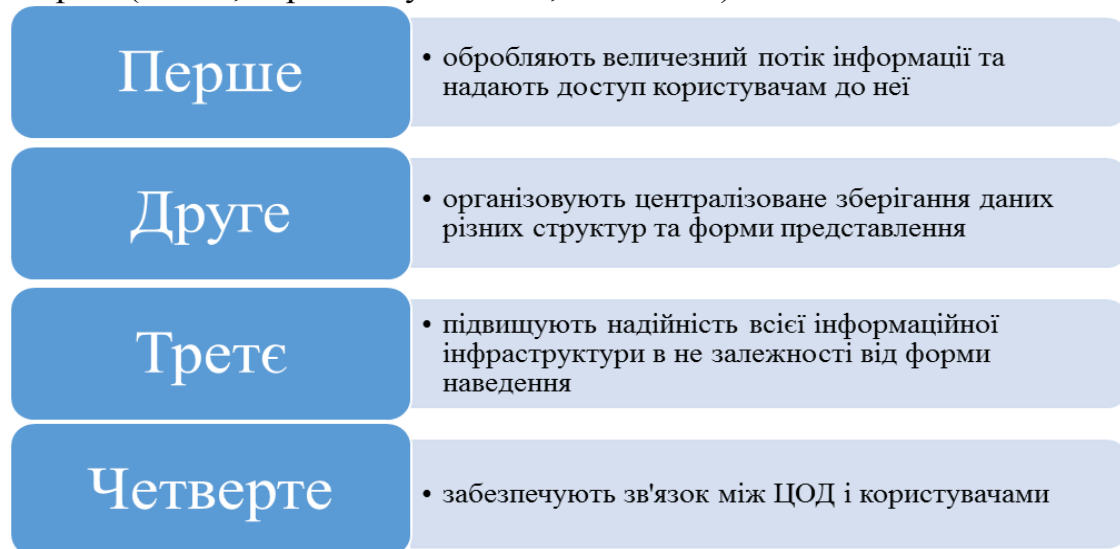 Перше
• обробляють величезний потік інформації та
надають доступ користувачам до неї
Друге
• організовують централізоване зберігання даних
різних структур та форми представлення
Третє
• підвищують надійність всієї інформаційної
інфраструктури в не залежності від форми
наведення
Четверте
• забезпечують зв'язок між ЦОД і користувачами